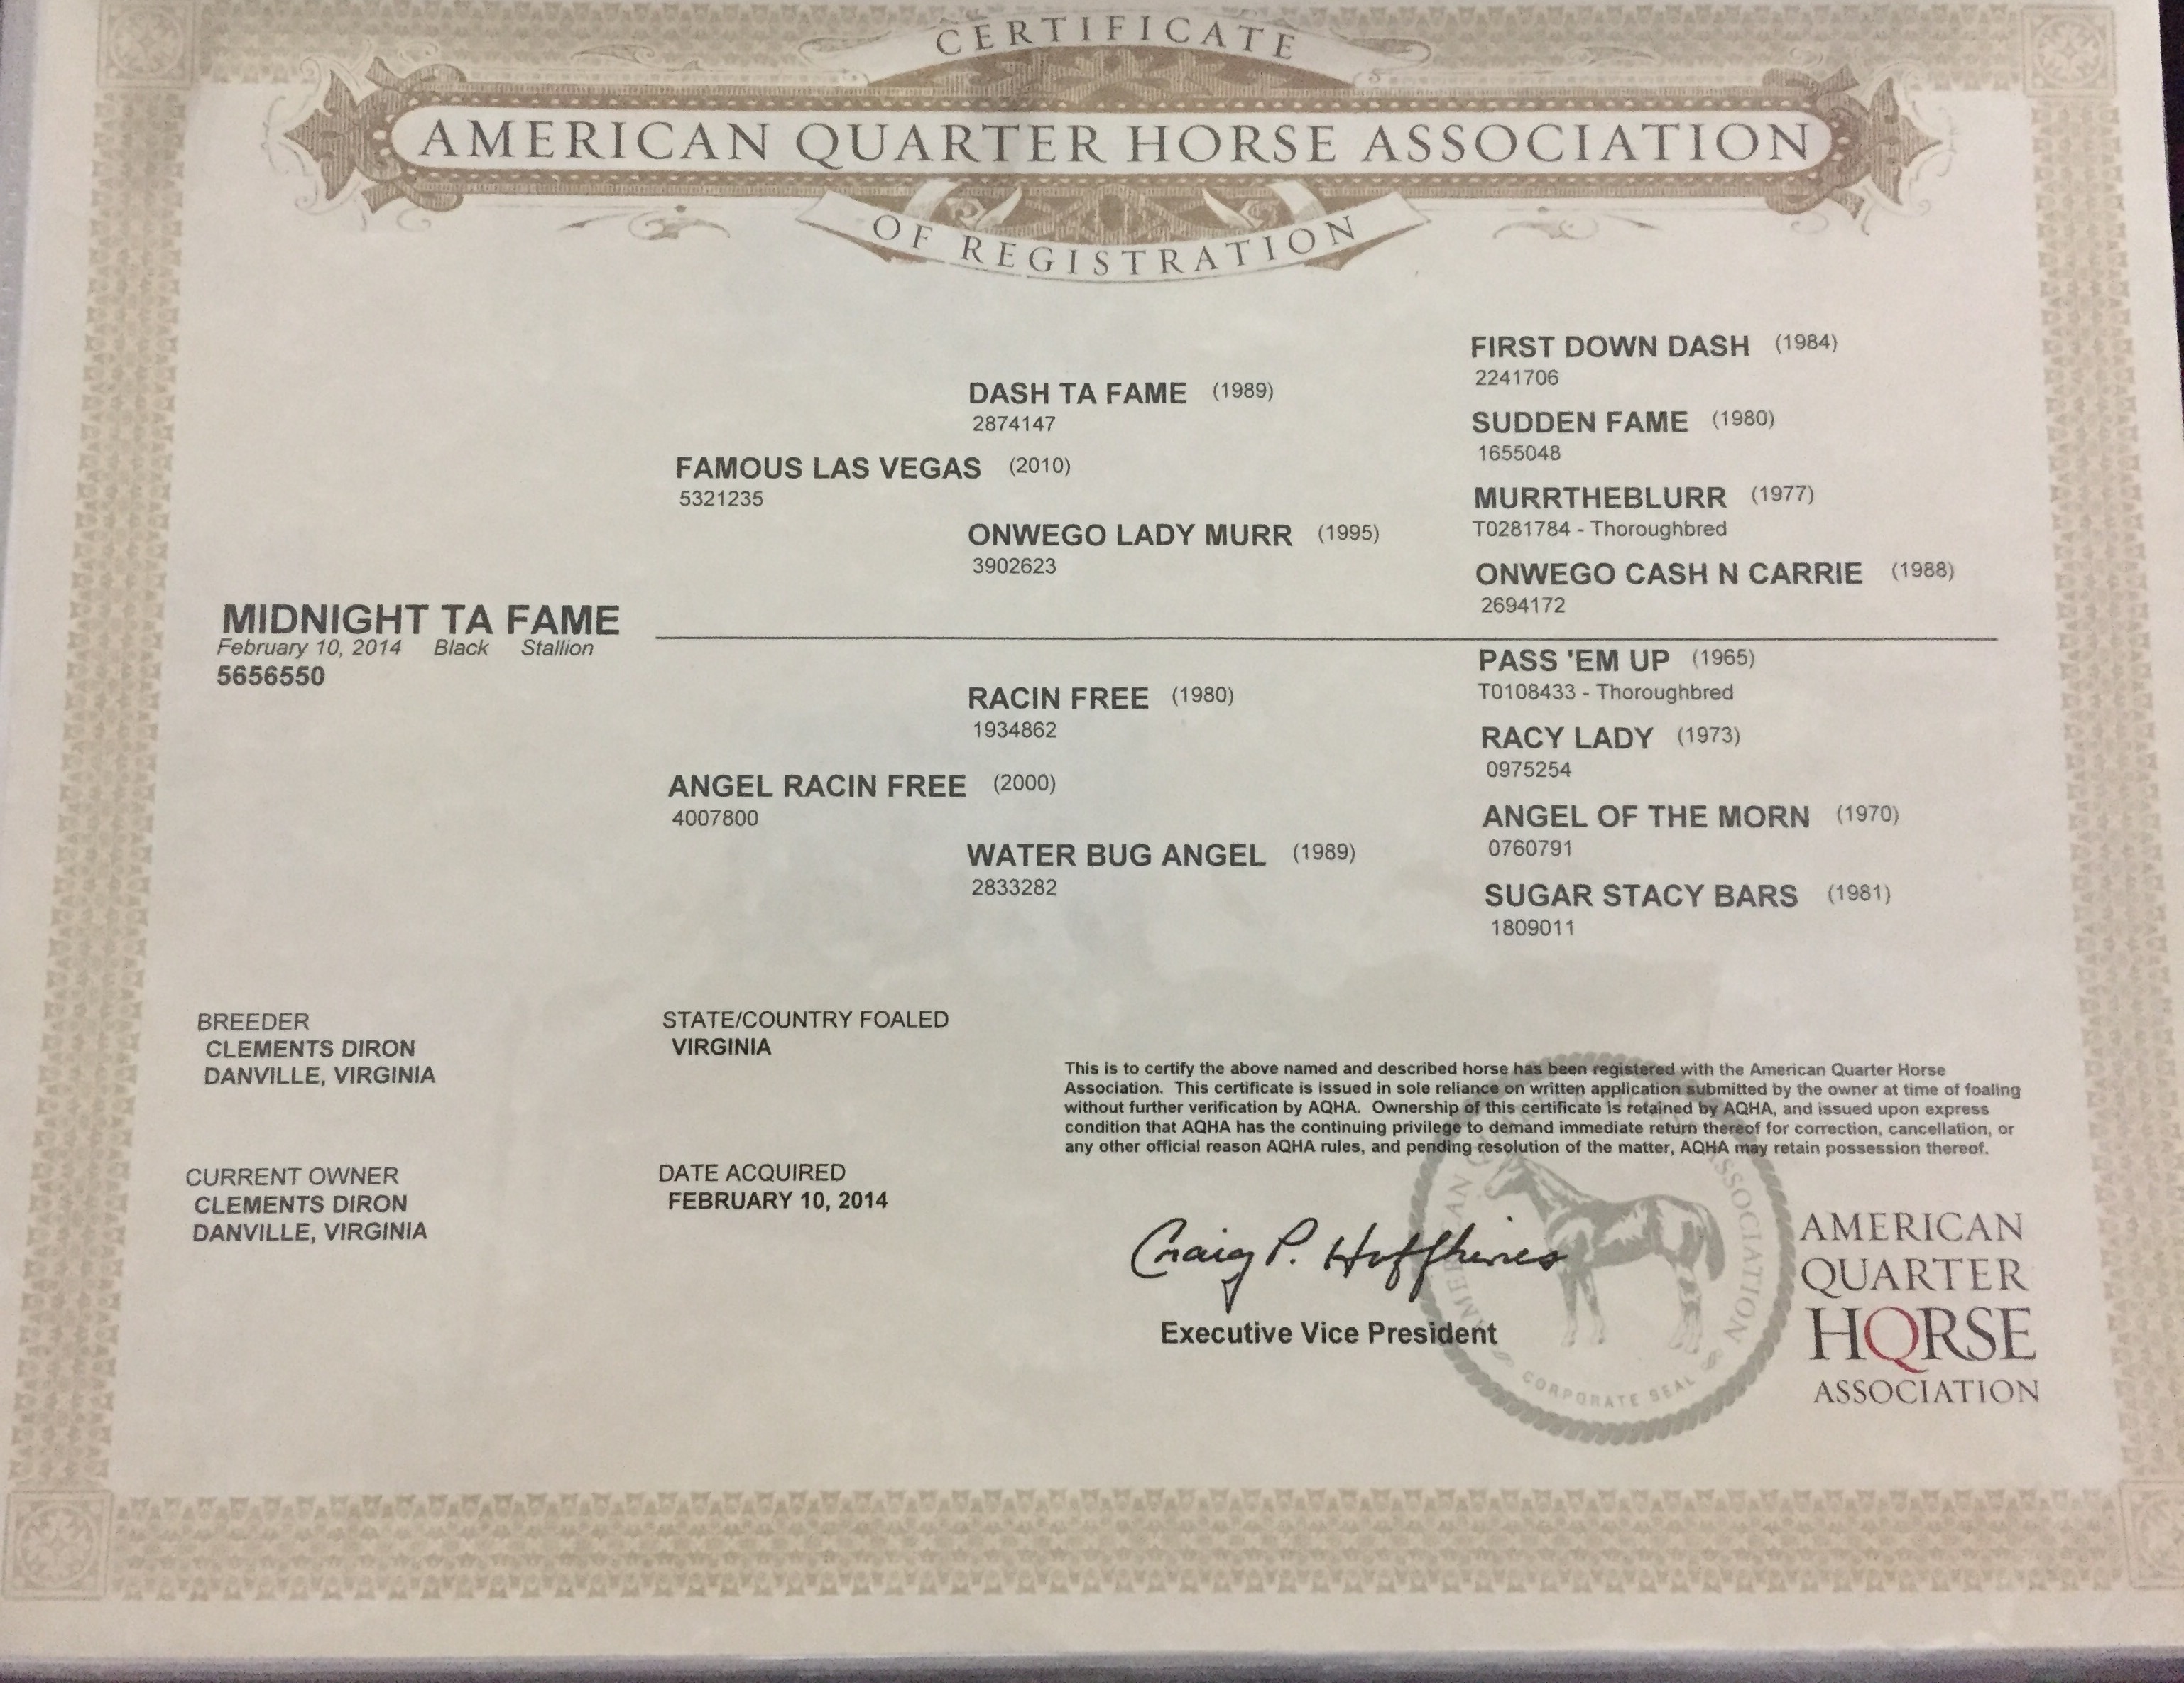 CERTIFICATE
AMERICAN QUARTER HORSE ASSOCIATION
OF REGISTRATION
FIRST DOWN DASH (1984)
2241706
DASH TA FAME (1989)
2874147
SUDDEN FAME (1980)
1655048
FAMOUS LAS VEGAS (2010)
5321235
MURRTHEBLURR (1977)
T0281784 - Thoroughbred
ONWEGO LADY MURR (1995)
3902623
ONWEGO CASH N CARRIE (1988)
2694172
MIDNIGHT TA FAME
February 10, 2014 Black Stallion
5656550
PASS 'EM UP (1965)
T0108433 - Thoroughbred
RACIN FREE (1980)
1934862
RACY LADY (1973)
0975254
ANGEL RACIN FREE (2000)
4007800
ANGEL OF THE MORN (1970)
0760791
WATER BUG ANGEL (1989)
2833282
SUGAR STACY BARS (1981)
1809011
BREEDER
CLEMENTS DIRON
DANVILLE, VIRGINIA
STATE/COUNTRY FOALED
VIRGINIA
This is to certify the above named and described horse has been registered with the American Quarter Horse
Association. This certificate is issued in sole reliance on written application submitted by the owner at time of foaling
without further verification by AQHA. Ownership of this certificate is retained by AQHA, and issued upon express
condition that AQHA has the continuing privilege to demand immediate return thereof for correction, cancellation, or
any other official reason AQHA rules, and pending resolution of the matter, AQHA may retain possession thereof.
CURRENT OWNER
CLEMENTS DIRON
DANVILLE, VIRGINIA
DATE ACQUIRED
FEBRUARY 10, 2014
Craig P. Huffhines
Executive Vice President
ASSOCIATION
CORPORATE SEAL
AMERICAN
QUARTER
HORSE
ASSOCIATION